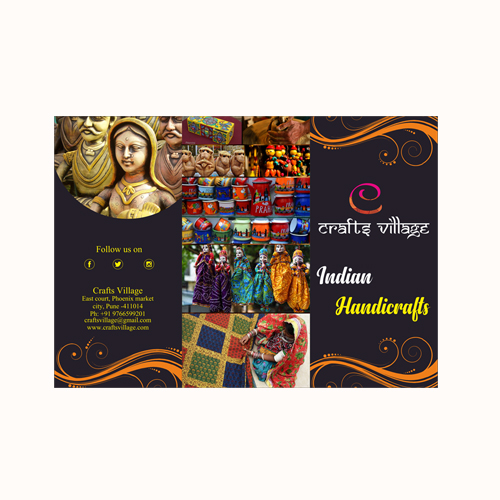 Follow us on
Crafts Village
East court, Phoenix market
city, Pune -411014
Ph: +91 9766599201
craftsvillage@gmail.com
www.craftsvillage.com
crafts village
Indian
Handicrafts